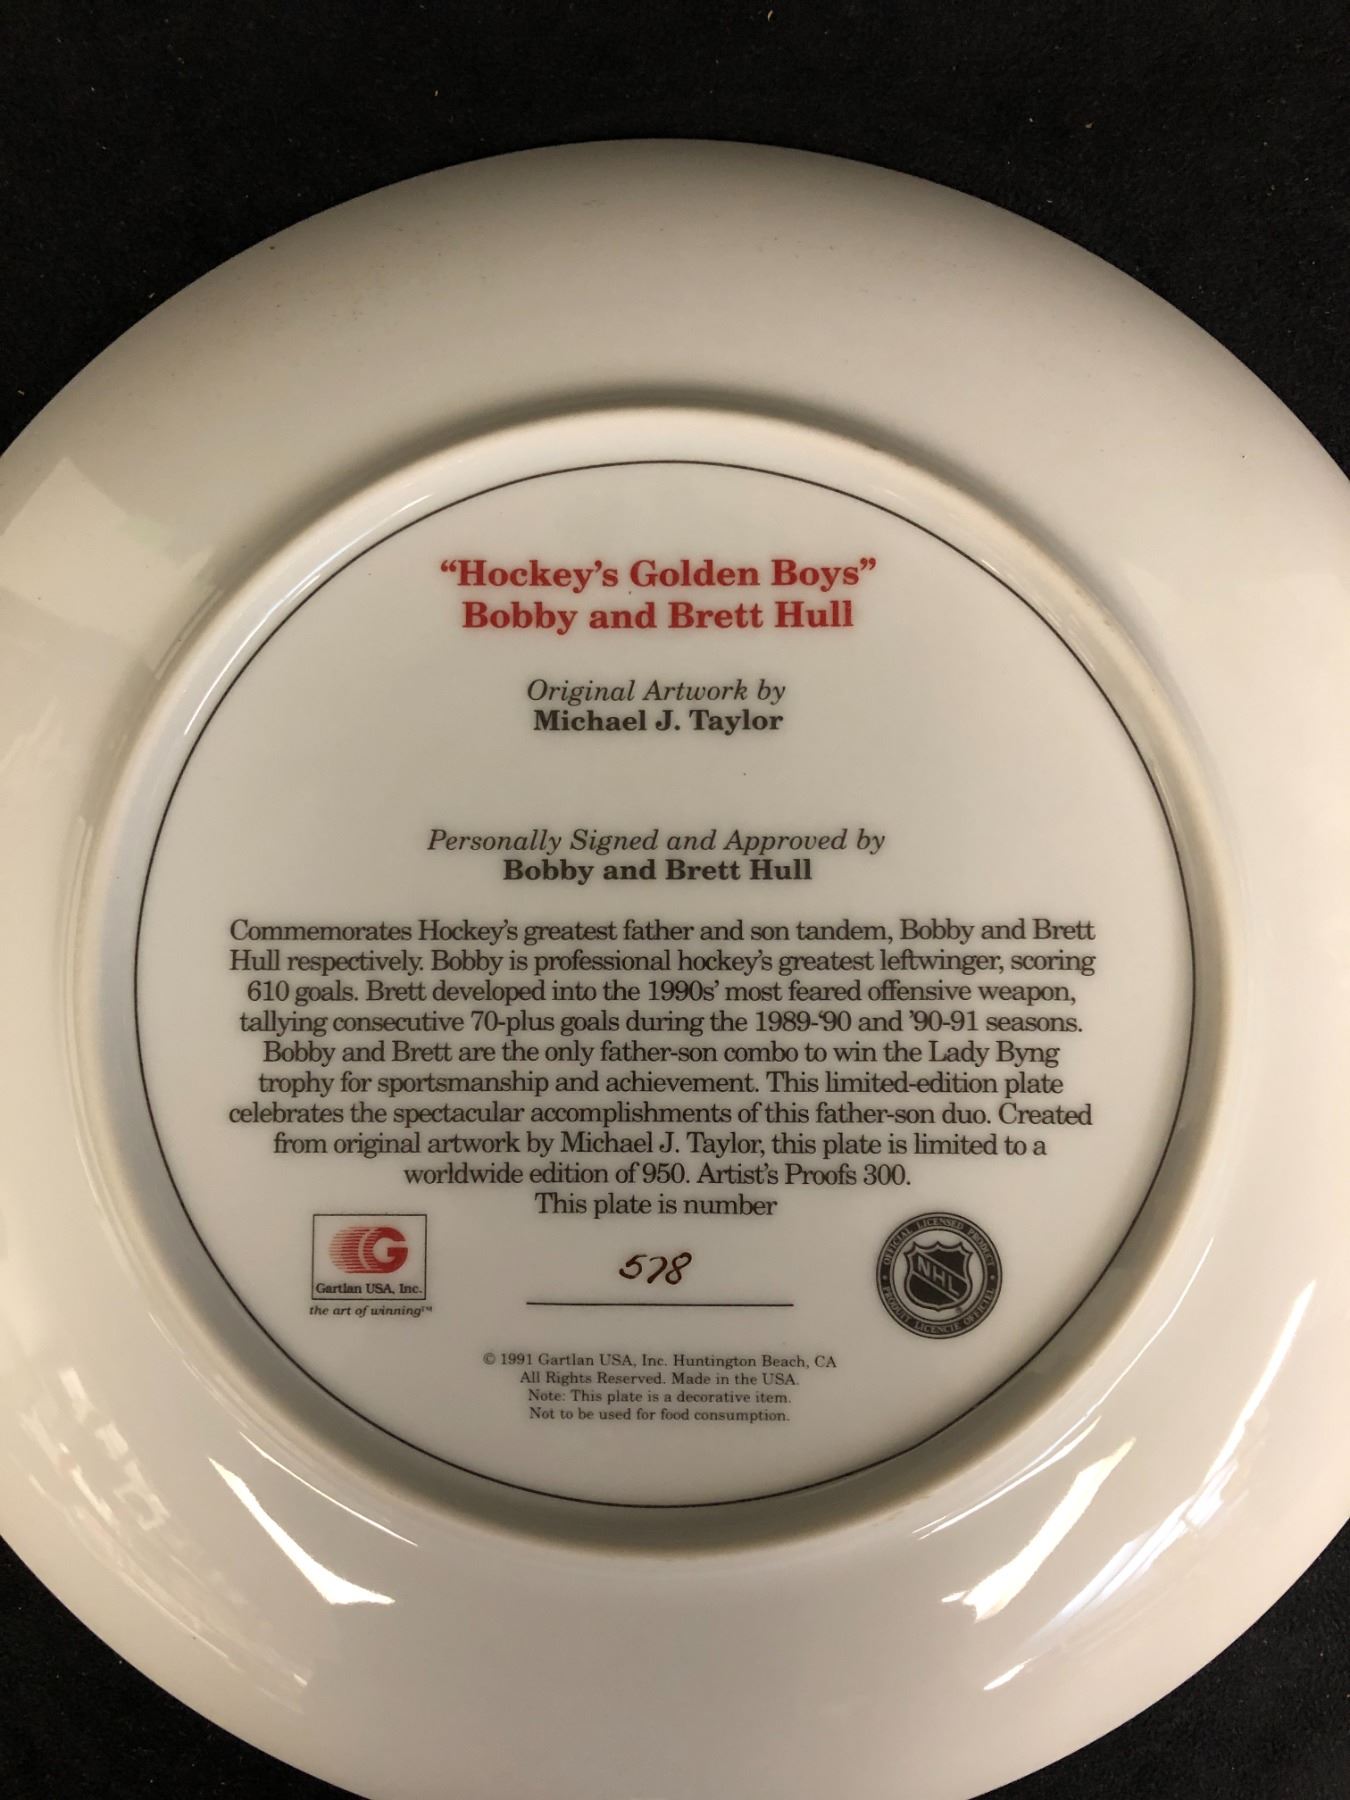 “Hockey’s Golden Boys”
Bobby and Brett Hull
Original Artwork by
Michael J. Taylor
Personally Signed and Approved by
Bobby and Brett Hull
Commemorates Hockey’s greatest father and son tandem, Bobby and Brett
Hull respectively. Bobby is professional hockey’s greatest leftwinger, scoring
610 goals. Brett developed into the 1990s’ most feared offensive weapon,
tallying consecutive 70-plus goals during the 1989-‘90 and ’90-91 seasons.
Bobby and Brett are the only father-son combo to win the Lady Byng
trophy for sportsmanship and achievement. This limited-edition plate
celebrates the spectacular accomplishments of this father-son duo. Created
from original artwork by Michael J. Taylor, this plate is limited to a
worldwide edition of 950. Artist’s Proofs 300.
This plate is number
578
G
Gartlan USA, Inc.
the art of winning™
OFFICIAL LICENSED PRODUCT
NHL
PRODUIT LICENCIE OFFICIEL
© 1991 Gartlan USA, Inc. Huntington Beach, CA
All Rights Reserved. Made in the USA.
Note: This plate is a decorative item.
Not to be used for food consumption.